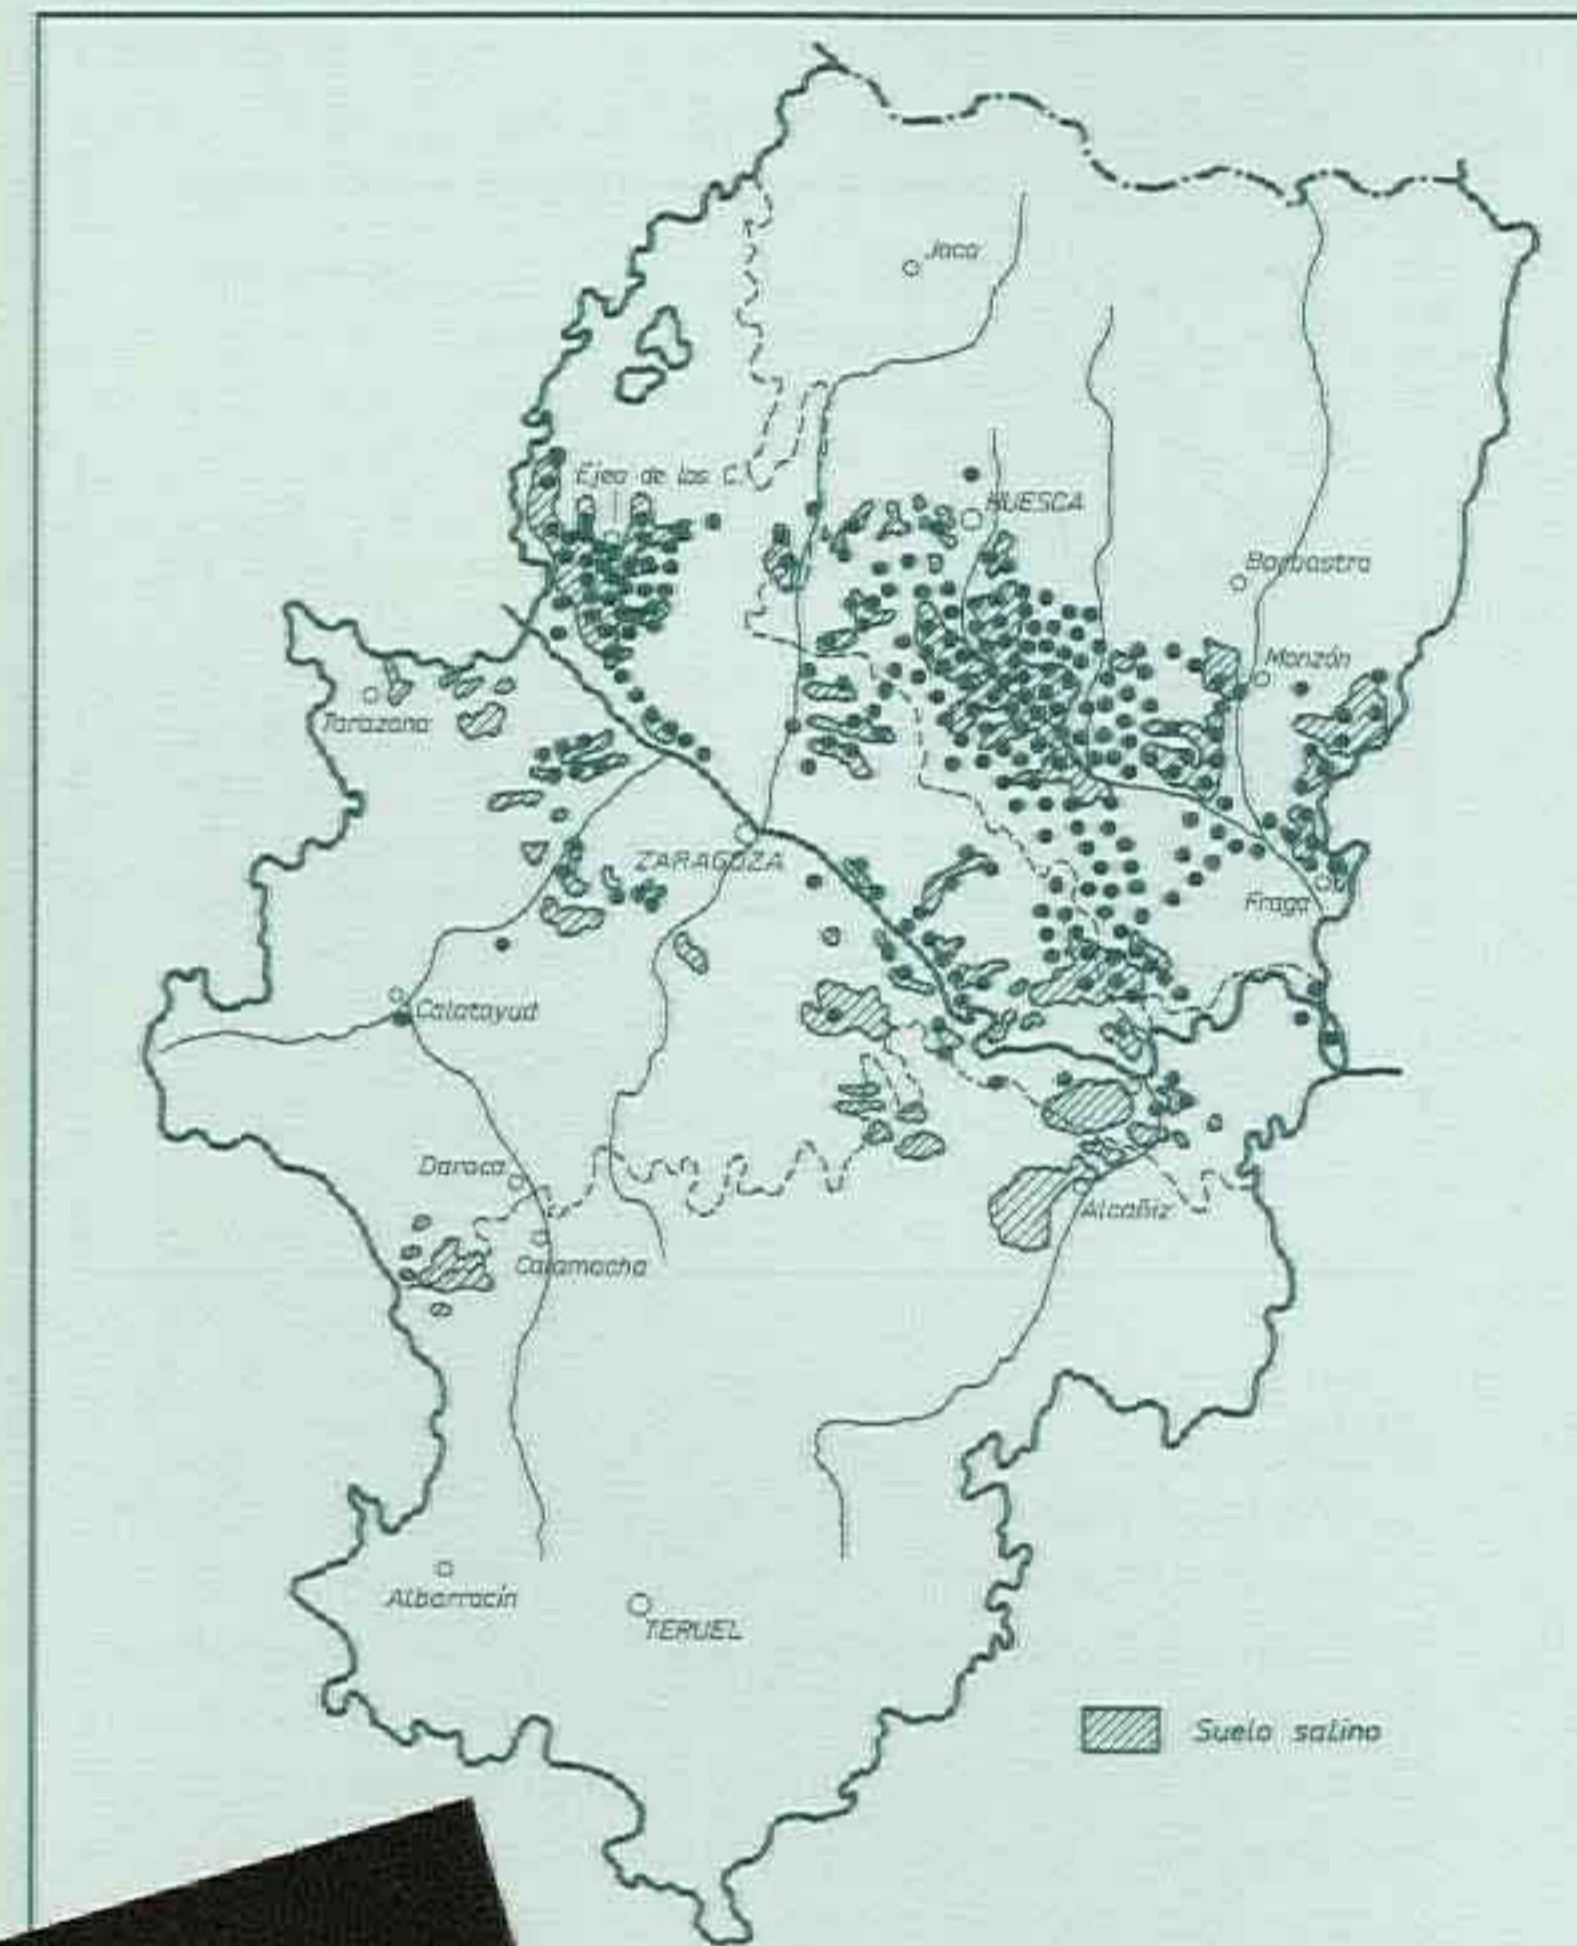 Jaca
Ejea de los C.
HUESCA
Barbastro
Monzón
Tarazona
ZARAGOZA
Fraga
Calatayud
Daroca
Alcañiz
Calamocha
Albarracín
TERUEL
Suelo salino